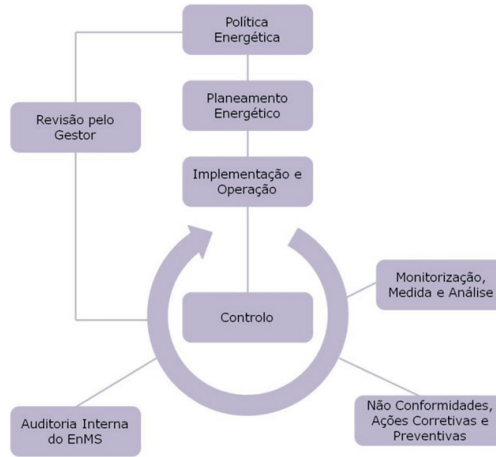 Política
Energética
Planeamento
Energético
Revisão pelo
Gestor
Implementação e
Operação
Monitorização,
Medida e Análise
Controlo
Não Conformidades,
Ações Corretivas e
Preventivas
Auditoria Interna
do EnMS